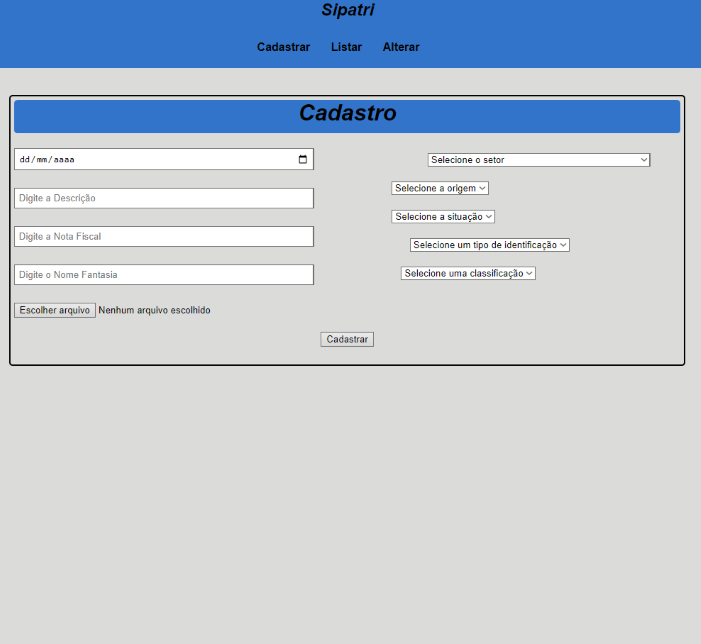 Sipatri
Cadastrar Listar Alterar
Cadastro
dd/mm/aaaa
Selecione o setor
Digite a Descrição
Selecione a origem
Selecione a situação
Digite a Nota Fiscal
Selecione um tipo de identificação
Digite o Nome Fantasia
Selecione uma classificação
Escolher arquivo Nenhum arquivo escolhido
Cadastrar